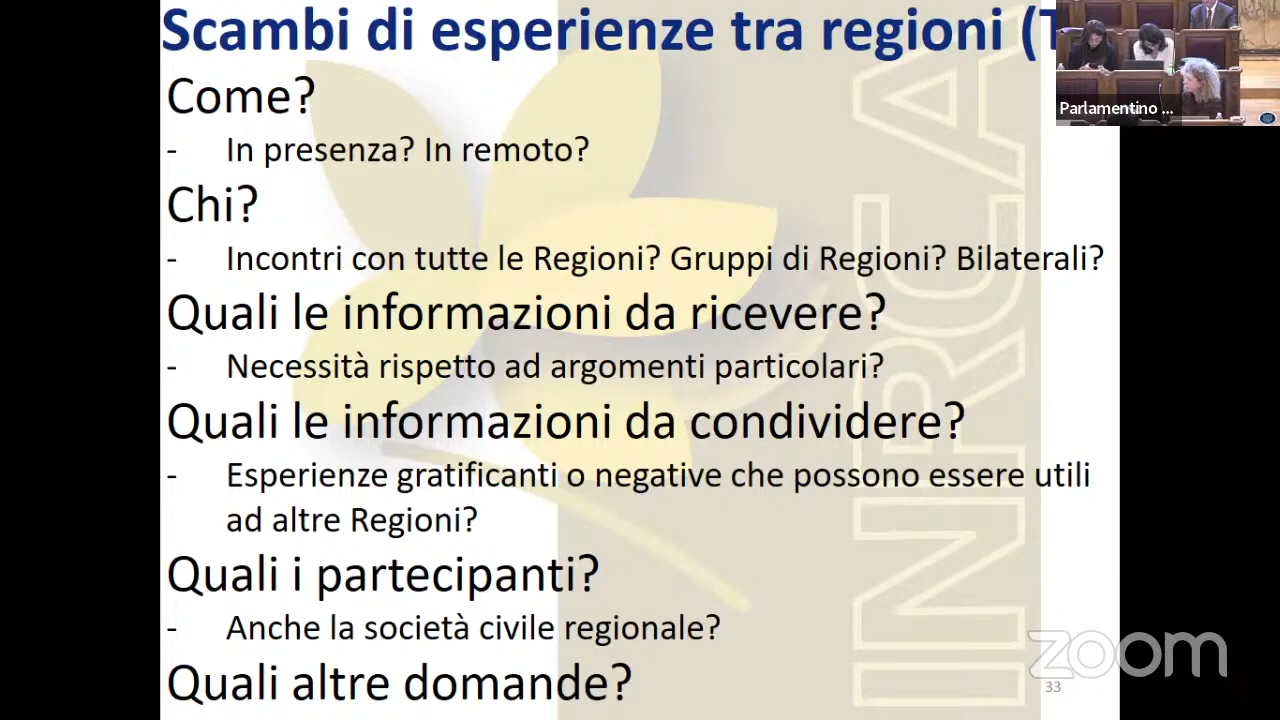 Scambi di esperienze tra regioni (T
Parlamentino ...
Come?
- In presenza? In remoto?
Chi?
- Incontri con tutte le Regioni? Gruppi di Regioni? Bilaterali?
Quali le informazioni da ricevere?
- Necessità rispetto ad argomenti particolari?
Quali le informazioni da condividere?
- Esperienze gratificanti o negative che possono essere utili
ad altre Regioni?
Quali i partecipanti?
- Anche la società civile regionale?
Quali altre domande?
INRCA
zoom
33